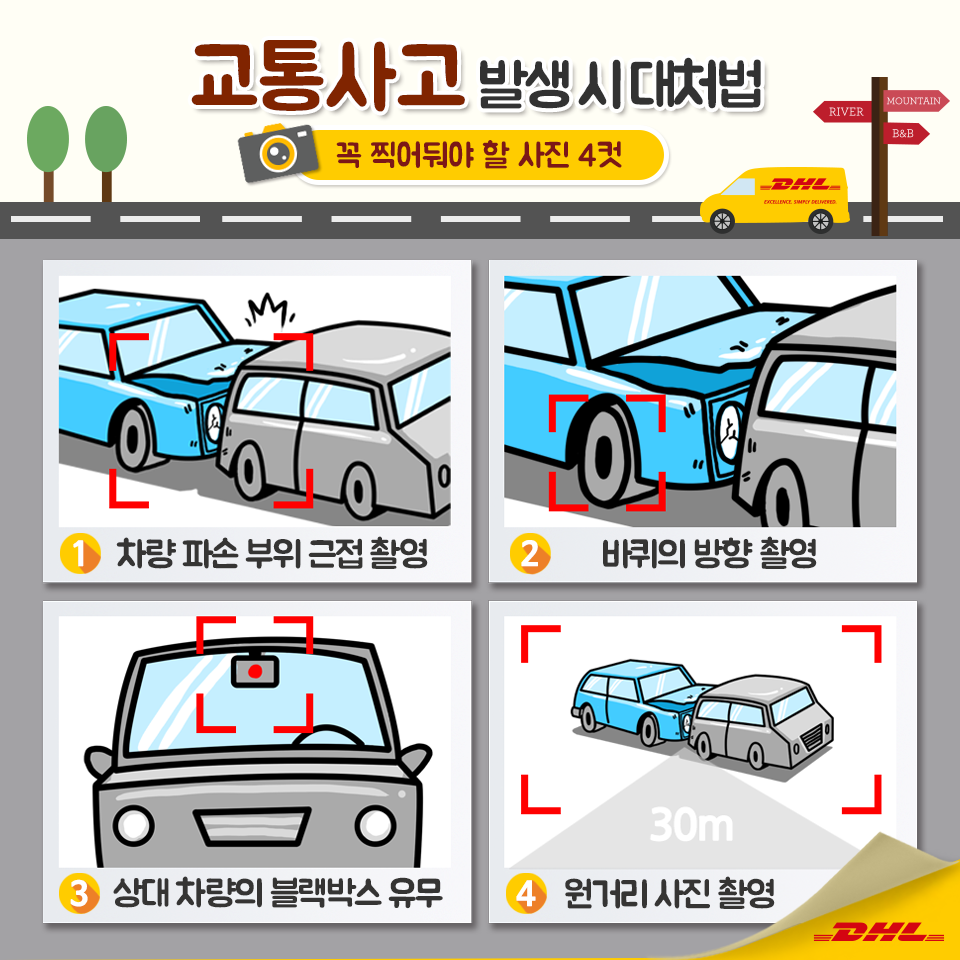 교통사고 발생 시 대처법
꼭 찍어둬야 할 사진 4컷
RIVER
MOUNTAIN
B&B
DHL
EXCELLENCE. SIMPLY DELIVERED.
1 차량 파손 부위 근접 촬영
2 바퀴의 방향 촬영
3 상대 차량의 블랙박스 유무
30m
4 원거리 사진 촬영
DHL